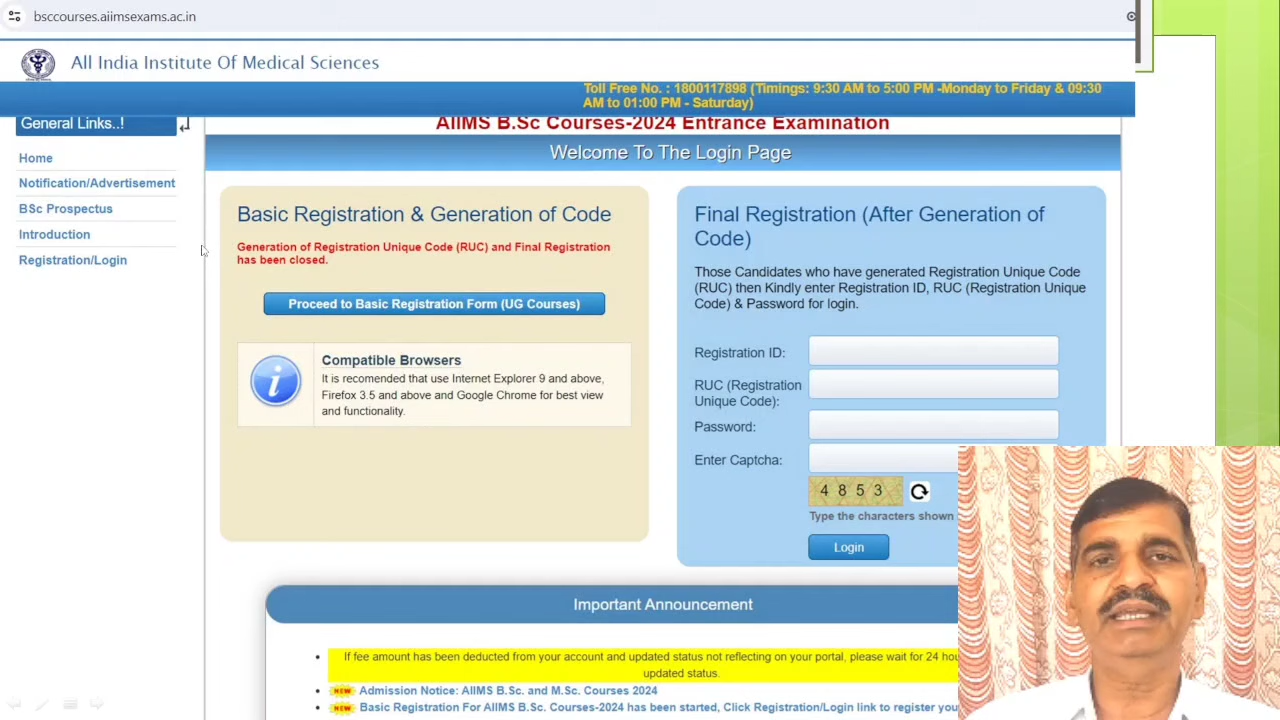 bsccourses.aiimsexams.ac.in
All India Institute Of Medical Sciences
Toll Free No. : 1800117898 (Timings: 9:30 AM to 5:00 PM -Monday to Friday & 09:30
AM to 01:00 PM - Saturday)
General Links..!
Home
Notification/Advertisement
BSc Prospectus
Introduction
Registration/Login
AIIMS B.Sc Courses-2024 Entrance Examination
Welcome To The Login Page
Basic Registration & Generation of Code
Generation of Registration Unique Code (RUC) and Final Registration
has been closed.
Proceed to Basic Registration Form (UG Courses)
Compatible Browsers
It is recomended that use Internet Explorer 9 and above,
Firefox 3.5 and above and Google Chrome for best view
and functionality.
Final Registration (After Generation of
Code)
Those Candidates who have generated Registration Unique Code
(RUC) then Kindly enter Registration ID, RUC (Registration Unique
Code) & Password for login.
Registration ID:
RUC (Registration
Unique Code):
Password:
Enter Captcha:
4 8 5 3
Type the characters shown
Login
Important Announcement
If fee amount has been deducted from your account and updated status not reflecting on your portal, please wait for 24
updated status.
NEW Admission Notice: AIIMS B.Sc. and M.Sc. Courses 2024
NEW Basic Registration For AIIMS B.Sc. Courses-2024 has been started, Click Registration/Login link to register